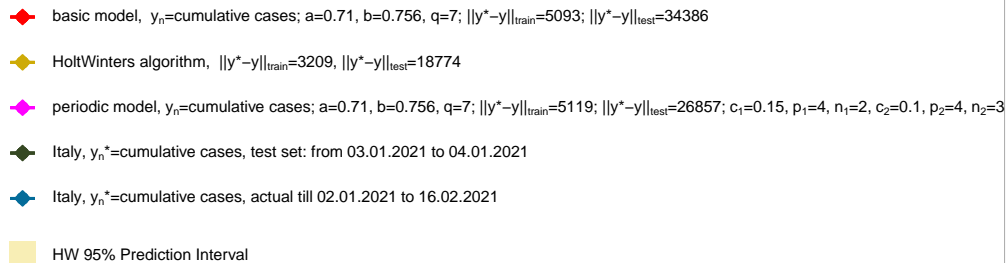 basic model, yn=cumulative cases; a=0.71, b=0.756, q=7; ||y*−y||train=5093; ||y*−y||test=34386
HoltWinters algorithm, ||y*−y||train=3209, ||y*−y||test=18774
periodic model, yn=cumulative cases; a=0.71, b=0.756, q=7; ||y*−y||train=5119; ||y*−y||test=26857; c1=0.15, p1=4, n1=2, c2=0.1, p2=4, n2=3
Italy, yn*=cumulative cases, test set: from 03.01.2021 to 04.01.2021
Italy, yn*=cumulative cases, actual till 02.01.2021 to 16.02.2021
HW 95% Prediction Interval